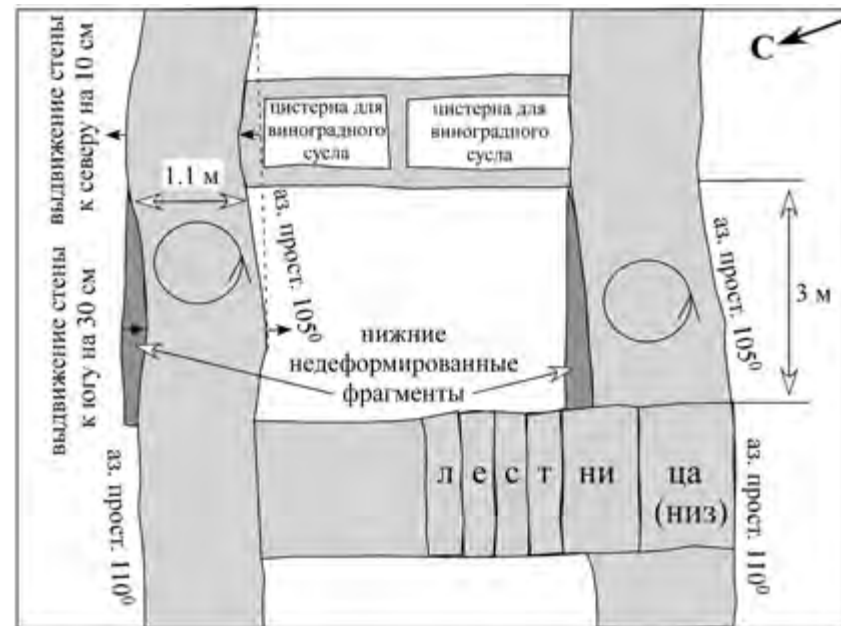 С
выдвижение стены
к северу на 10 см
цистерна для
виноградного
сусла
цистерна для
виноградного
сусла
1.1 м
аз. прост. 105⁰
аз. прост. 105⁰
3 м
выдвижение стены
к югу на 30 см
нижние
недеформированные
фрагменты
л е с т ни ца
(низ)
аз. прост. 110⁰
аз. прост. 110⁰